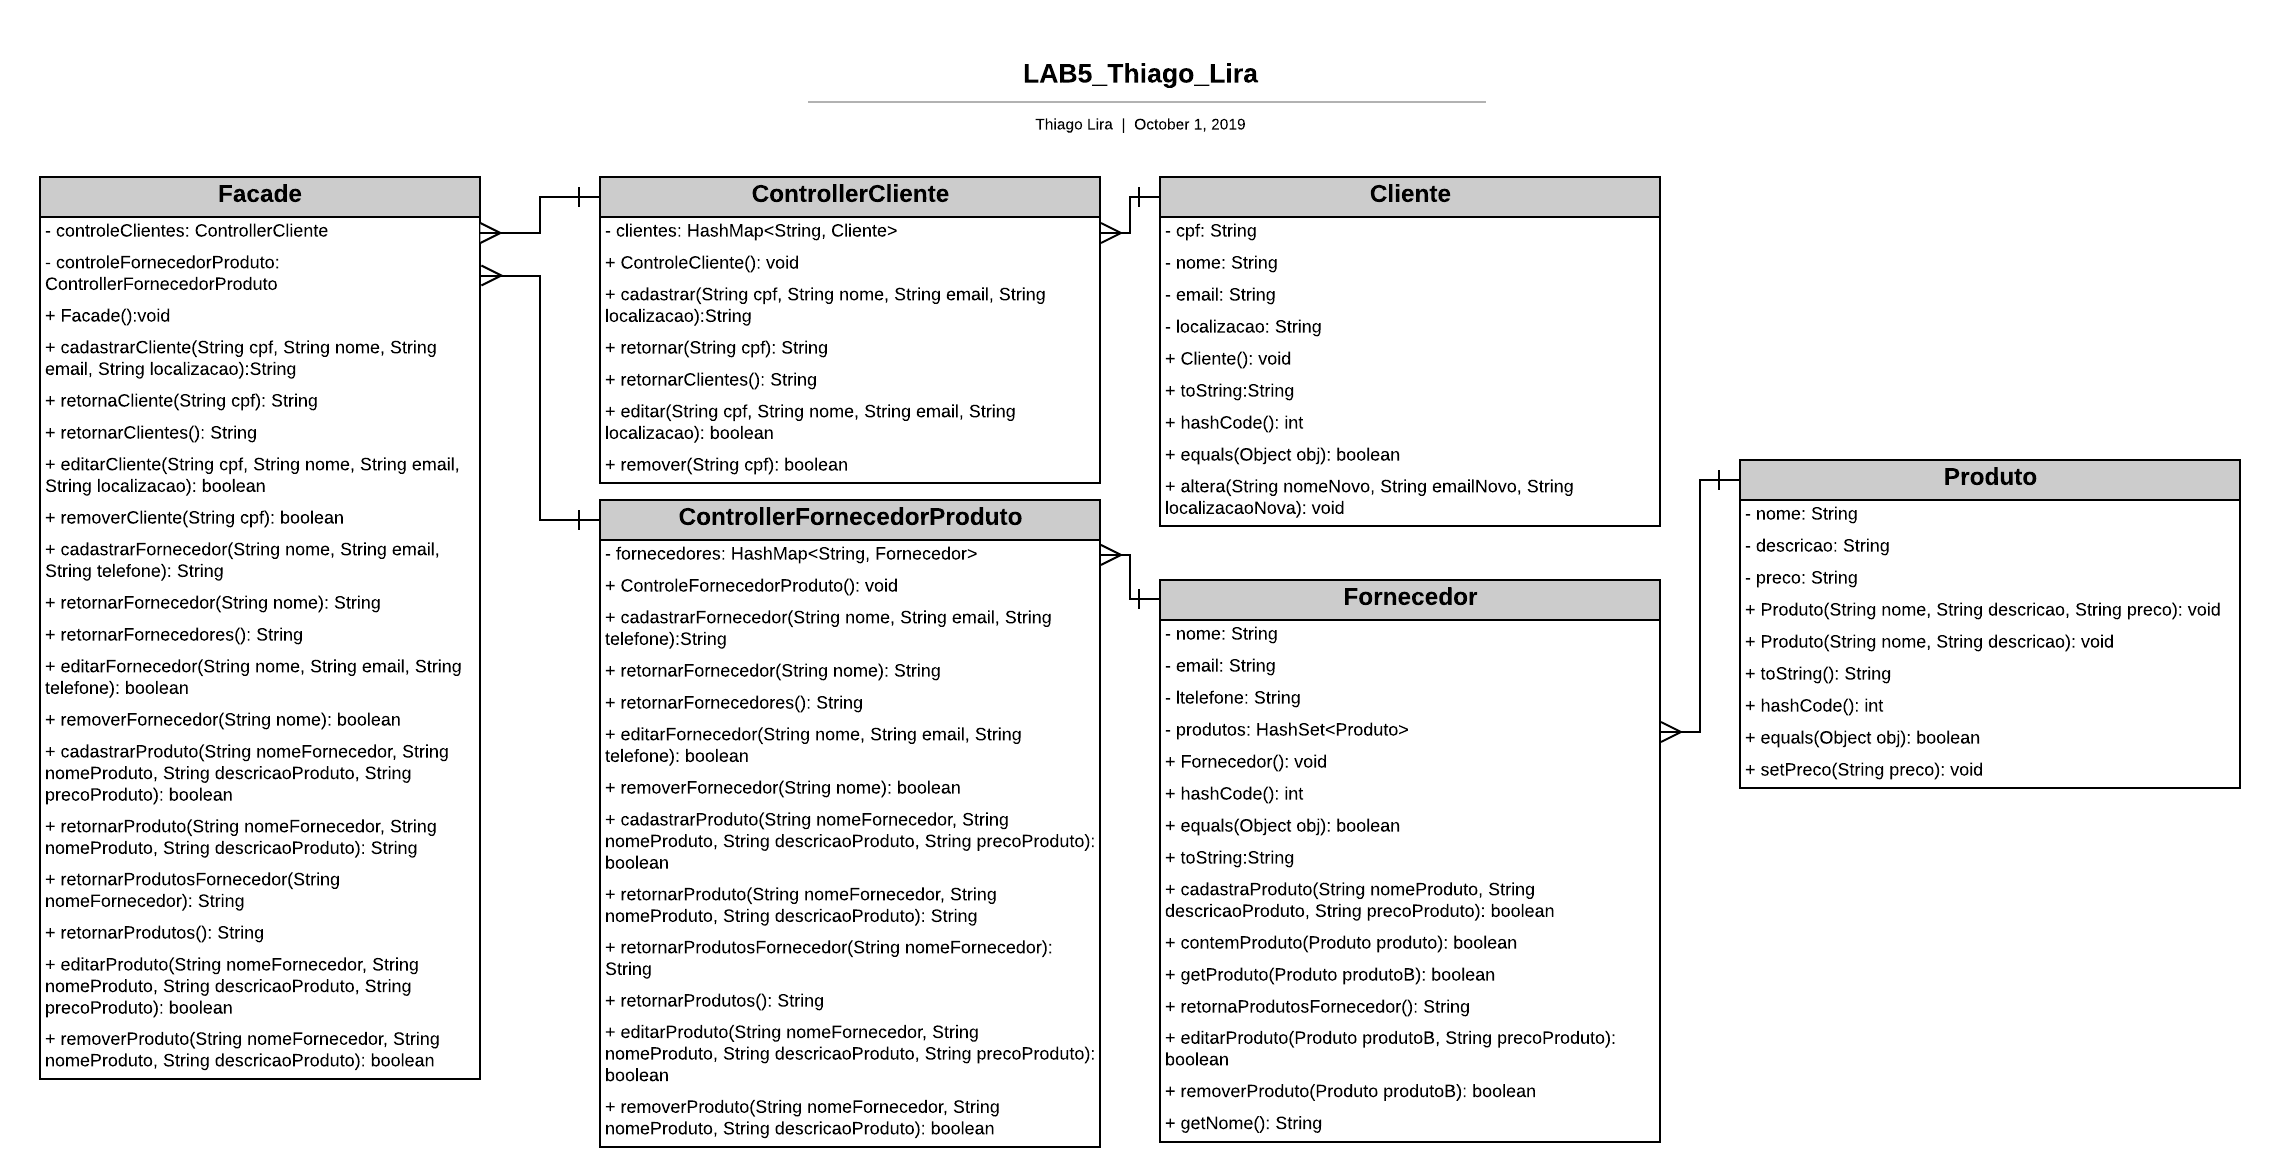 LAB5_Thiago_Lira
Thiago Lira | October 1, 2019
Facade
- controleClientes: ControllerCliente
- controleFornecedorProduto:
ControllerFornecedorProduto
+ Facade():void
+ cadastrarCliente(String cpf, String nome, String
email, String localizacao):String
+ retornaCliente(String cpf): String
+ retornarClientes(): String
+ editarCliente(String cpf, String nome, String email,
String localizacao): boolean
+ removerCliente(String cpf): boolean
+ cadastrarFornecedor(String nome, String email,
String telefone): String
+ retornarFornecedor(String nome): String
+ retornarFornecedores(): String
+ editarFornecedor(String nome, String email, String
telefone): boolean
+ removerFornecedor(String nome): boolean
+ cadastrarProduto(String nomeFornecedor, String
nomeProduto, String descricaoProduto, String
precoProduto): boolean
+ retornarProduto(String nomeFornecedor, String
nomeProduto, String descricaoProduto): String
+ retornarProdutosFornecedor(String
nomeFornecedor): String
+ retornarProdutos(): String
+ editarProduto(String nomeFornecedor, String
nomeProduto, String descricaoProduto, String
precoProduto): boolean
+ removerProduto(String nomeFornecedor, String
nomeProduto, String descricaoProduto): boolean
ControllerCliente
- clientes: HashMap<String, Cliente>
+ ControleCliente(): void
+ cadastrar(String cpf, String nome, String email, String
localizacao):String
+ retornar(String cpf): String
+ retornarClientes(): String
+ editar(String cpf, String nome, String email, String
localizacao): boolean
+ remover(String cpf): boolean
ControllerFornecedorProduto
- fornecedores: HashMap<String, Fornecedor>
+ ControleFornecedorProduto(): void
+ cadastrarFornecedor(String nome, String email, String
telefone):String
+ retornarFornecedor(String nome): String
+ retornarFornecedores(): String
+ editarFornecedor(String nome, String email, String
telefone): boolean
+ removerFornecedor(String nome): boolean
+ cadastrarProduto(String nomeFornecedor, String
nomeProduto, String descricaoProduto, String precoProduto):
boolean
+ retornarProduto(String nomeFornecedor, String
nomeProduto, String descricaoProduto): String
+ retornarProdutosFornecedor(String nomeFornecedor):
String
+ retornarProdutos(): String
+ editarProduto(String nomeFornecedor, String
nomeProduto, String descricaoProduto, String precoProduto):
boolean
+ removerProduto(String nomeFornecedor, String
nomeProduto, String descricaoProduto): boolean
Cliente
- cpf: String
- nome: String
- email: String
- localizacao: String
+ Cliente(): void
+ toString:String
+ hashCode(): int
+ equals(Object obj): boolean
+ altera(String nomeNovo, String emailNovo, String
localizacaoNova): void
Fornecedor
- nome: String
- email: String
- ltelefone: String
- produtos: HashSet<Produto>
+ Fornecedor(): void
+ hashCode(): int
+ equals(Object obj): boolean
+ toString:String
+ cadastraProduto(String nomeProduto, String
descricaoProduto, String precoProduto): boolean
+ contemProduto(Produto produto): boolean
+ getProduto(Produto produtoB): boolean
+ retornaProdutosFornecedor(): String
+ editarProduto(Produto produtoB, String precoProduto):
boolean
+ removerProduto(Produto produtoB): boolean
+ getNome(): String
Produto
- nome: String
- descricao: String
- preco: String
+ Produto(String nome, String descricao, String preco): void
+ Produto(String nome, String descricao): void
+ toString(): String
+ hashCode(): int
+ equals(Object obj): boolean
+ setPreco(String preco): void